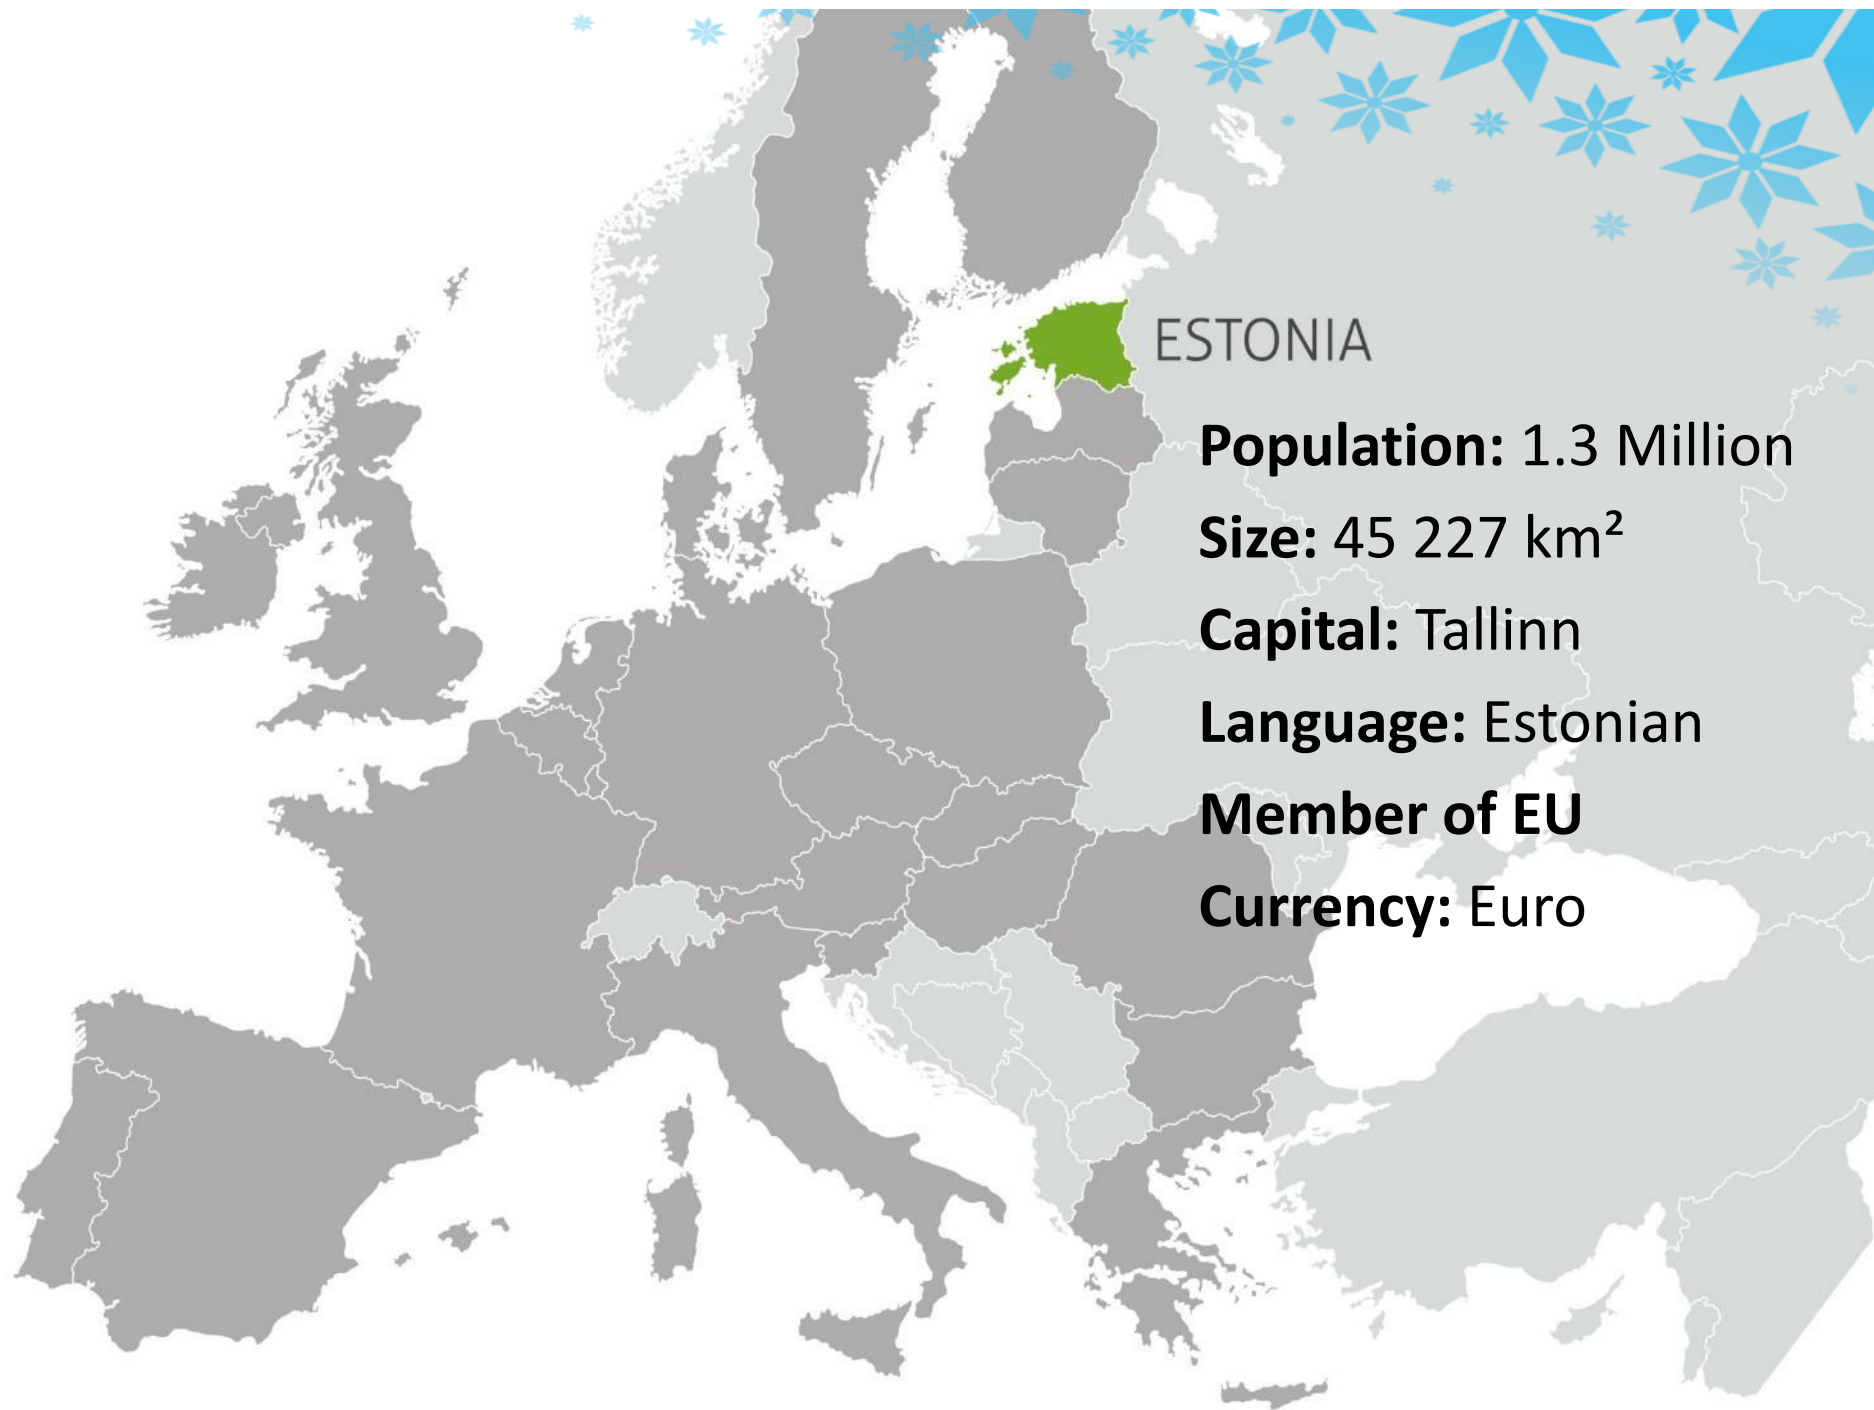 ESTONIA
Population: 1.3 Million
Size: 45 227 km²
Capital: Tallinn
Language: Estonian
Member of EU
Currency: Euro